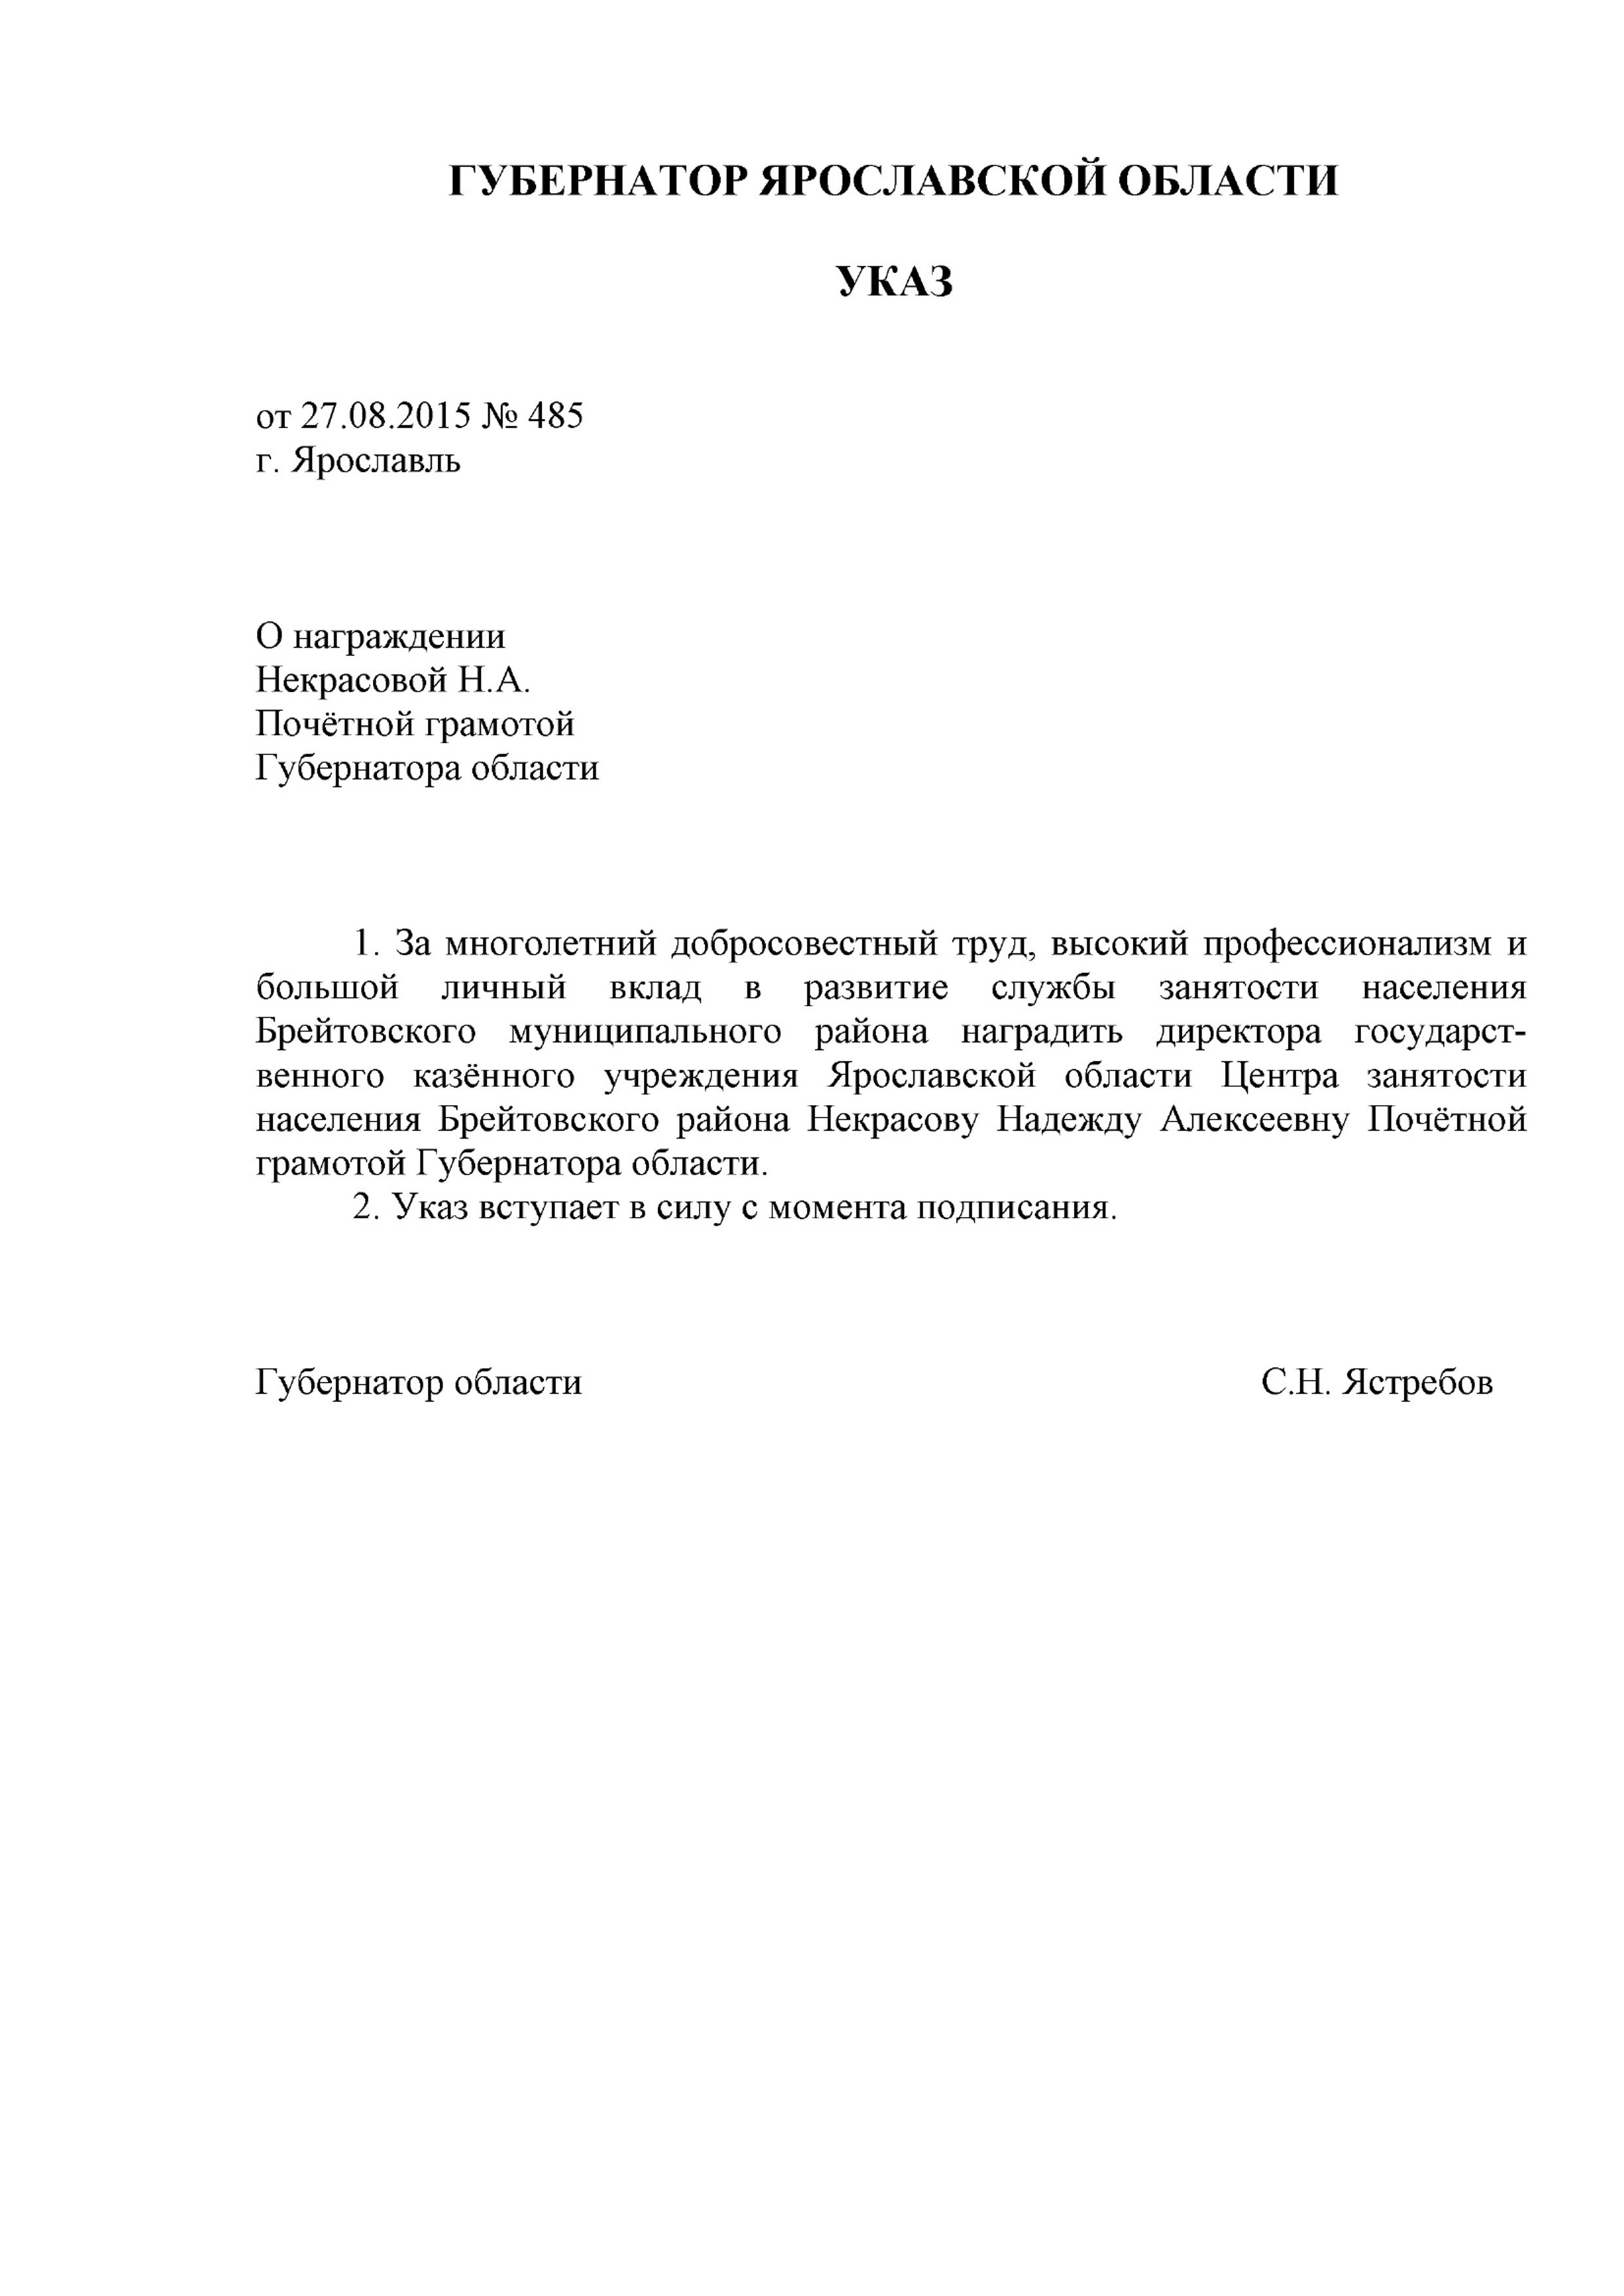 ГУБЕРНАТОР ЯРОСЛАВСКОЙ ОБЛАСТИ
УКАЗ
от 27.08.2015 № 485
г. Ярославль
О награждении
Некрасовой Н.А.
Почётной грамотой
Губернатора области
1. За многолетний добросовестный труд, высокий профессионализм и
большой личный вклад в развитие службы занятости населения
Брейтовского муниципального района наградить директора государст-
венного казённого учреждения Ярославской области Центра занятости
населения Брейтовского района Некрасову Надежду Алексеевну Почётной
грамотой Губернатора области.
2. Указ вступает в силу с момента подписания.
Губернатор области С.Н. Ястребов